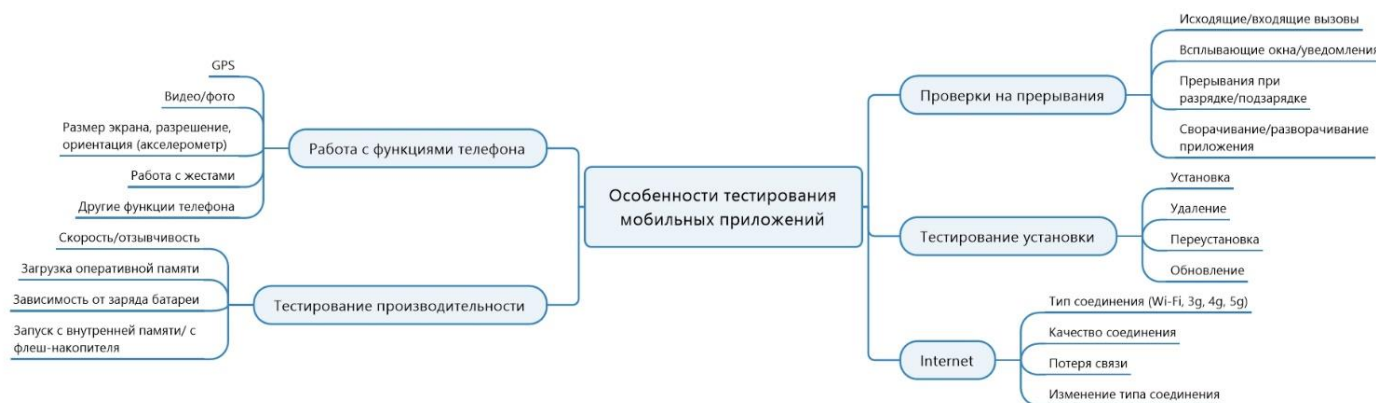 GPS
Видео/фото
Размер экрана, разрешение,
ориентация (акселерометр)
Работа с жестами
Другие функции телефона
Работа с функциями телефона
Скорость/отзывчивость
Загрузка оперативной памяти
Зависимость от заряда батареи
Запуск с внутренней памяти/ с
флеш-накопителя
Тестирование производительности
Особенности тестирования
мобильных приложений
Проверки на прерывания
Исходящие/входящие вызовы
Всплывающие окна/уведомления
Прерывания при
разрядке/подзарядке
Сворачивание/разворачивание
приложения
Тестирование установки
Установка
Удаление
Переустановка
Обновление
Internet
Тип соединения (Wi-Fi, 3g, 4g, 5g)
Качество соединения
Потеря связи
Изменение типа соединения